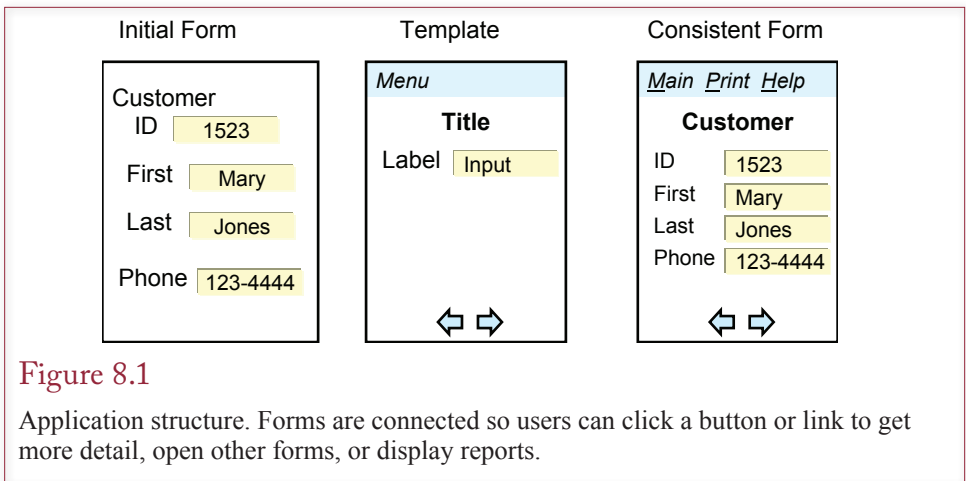 Initial Form
Template
Consistent Form
Customer
ID 1523
First Mary
Last Jones
Phone 123-4444
Menu
Title
Label Input
Main Print Help
Customer
ID 1523
First Mary
Last Jones
Phone 123-4444
Figure 8.1
Application structure. Forms are connected so users can click a button or link to get
more detail, open other forms, or display reports.